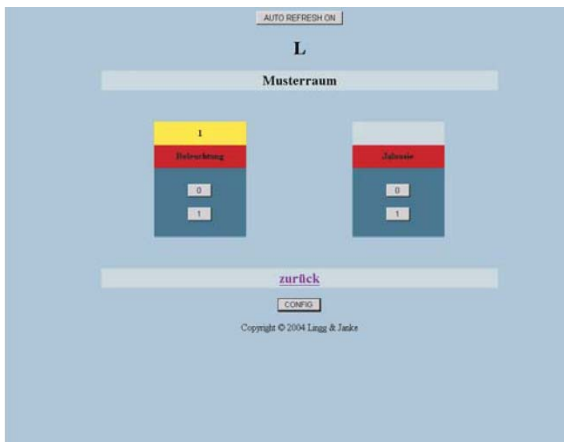 AUTO REFRESH ON
L
Musterraum
1
Beleuchtung
Jalousie
0
0
1
1
zurück
CONFIG
Copyright © 2004 Lingg & Janke